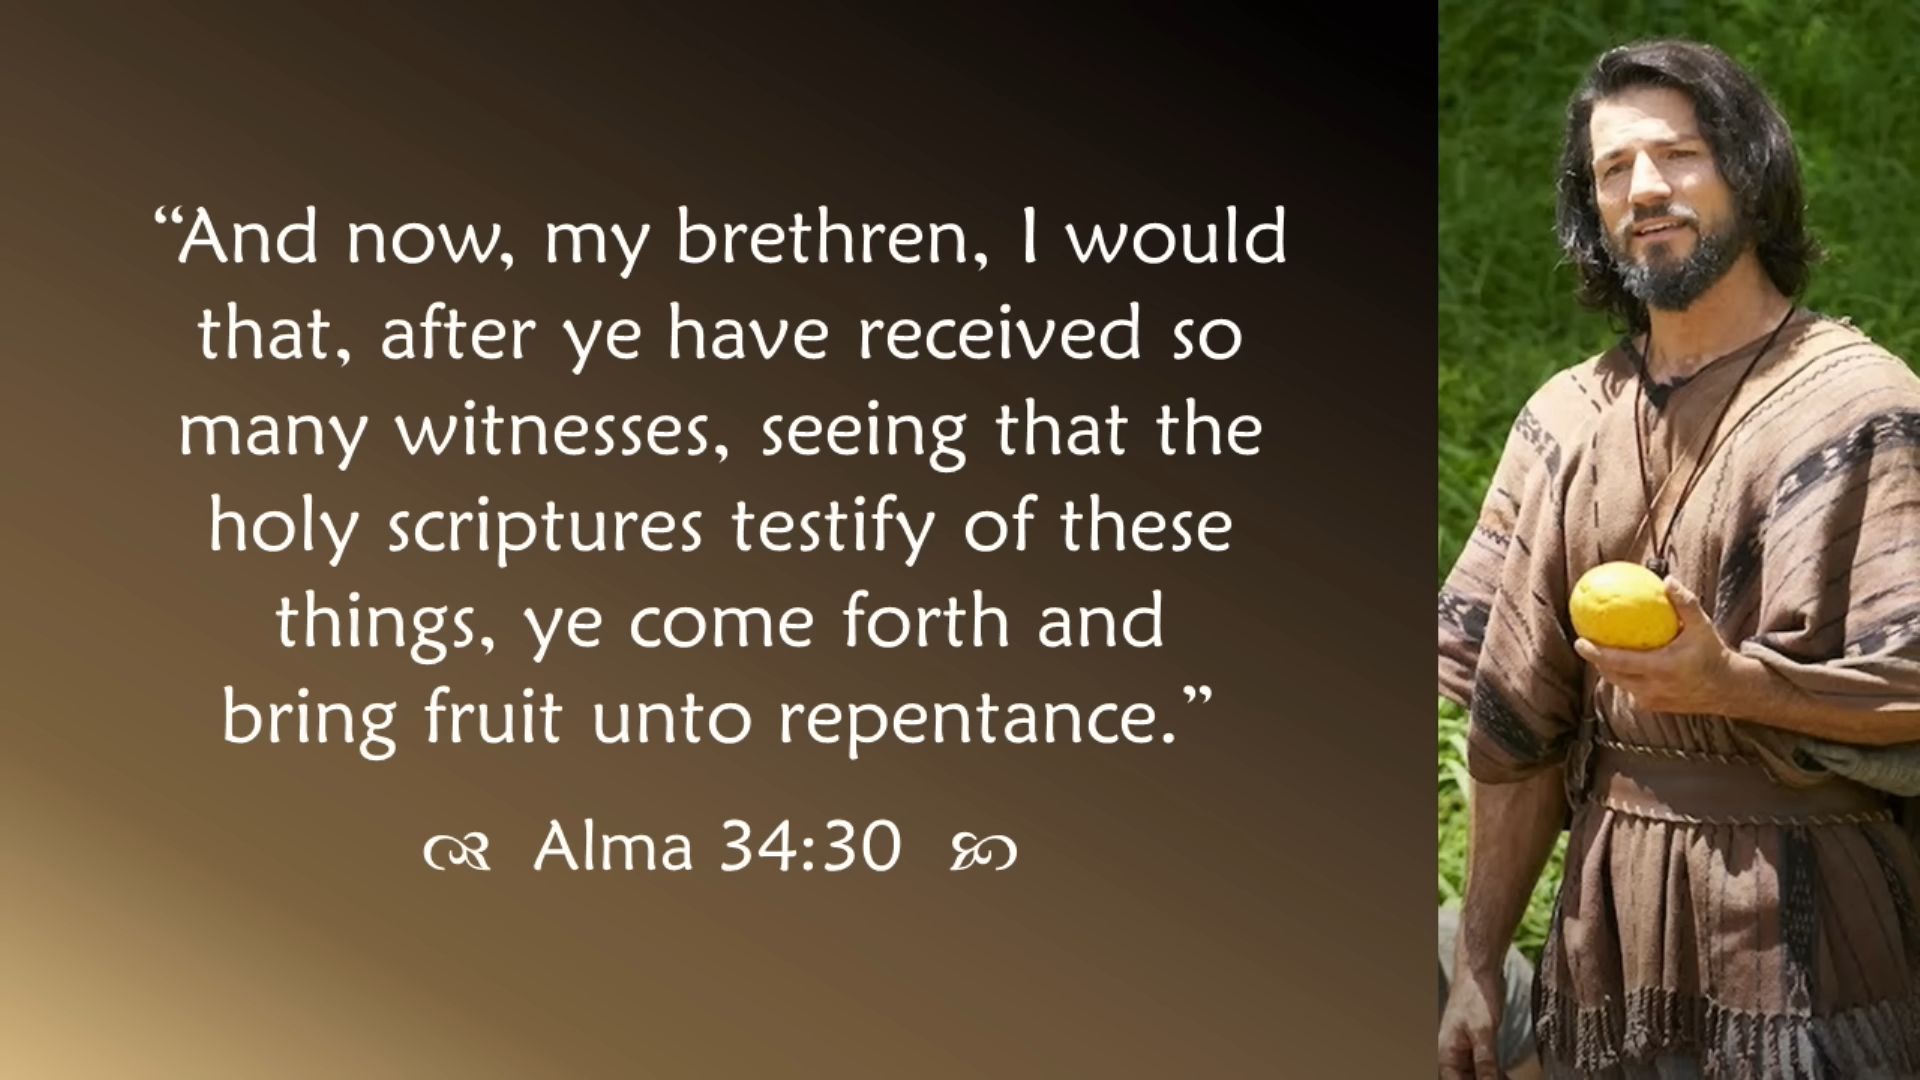 “And now, my brethren, I would
that, after ye have received so
many witnesses, seeing that the
holy scriptures testify of these
things, ye come forth and
bring fruit unto repentance.”
Alma 34:30